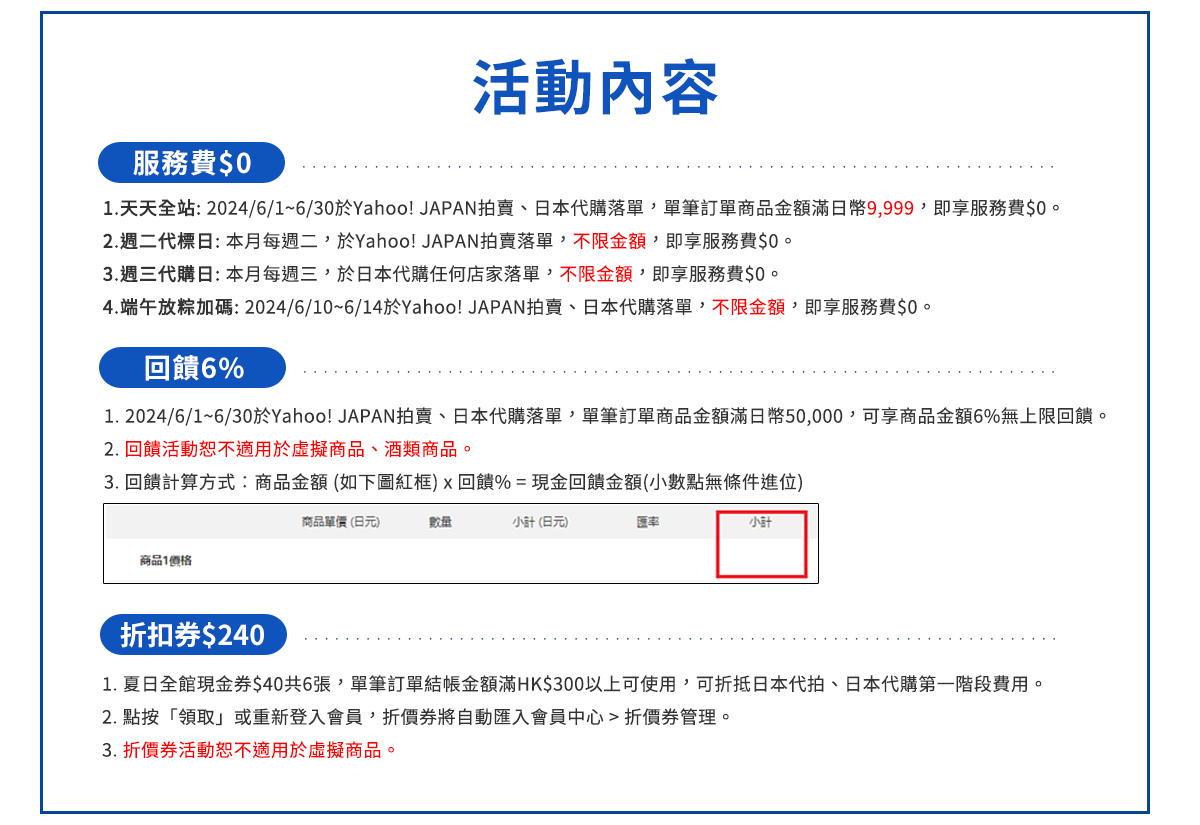 活動內容
服務費$0
1.天天全站: 2024/6/1~6/30於Yahoo! JAPAN拍賣、日本代購落單，單筆訂單商品金額滿日幣9,999，即享服務費$0。
2.週二代標日: 本月每週二，於Yahoo! JAPAN拍賣落單，不限金額，即享服務費$0。
3.週三代購日: 本月每週三，於日本代購任何店家落單，不限金額，即享服務費$0。
4.端午放粽加碼: 2024/6/10~6/14於Yahoo! JAPAN拍賣、日本代購落單，不限金額，即享服務費$0。
回饋6%
1. 2024/6/1~6/30於Yahoo! JAPAN拍賣、日本代購落單，單筆訂單商品金額滿日幣50,000，可享商品金額6%無上限回饋。
2. 回饋活動恕不適用於虛擬商品、酒類商品。
3. 回饋計算方式：商品金額 (如下圖紅框) x 回饋% = 現金回饋金額(小數點無條件進位)
商品單價 (日元) 數量 小計 (日元) 匯率 小計
商品1價格
折扣券$240
1. 夏日全館現金券$40共6張，單筆訂單結帳金額滿HK$300以上可使用，可折抵日本代拍、日本代購第一階段費用。
2. 點按「領取」或重新登入會員，折價券將自動匯入會員中心 > 折價券管理。
3. 折價券活動恕不適用於虛擬商品。